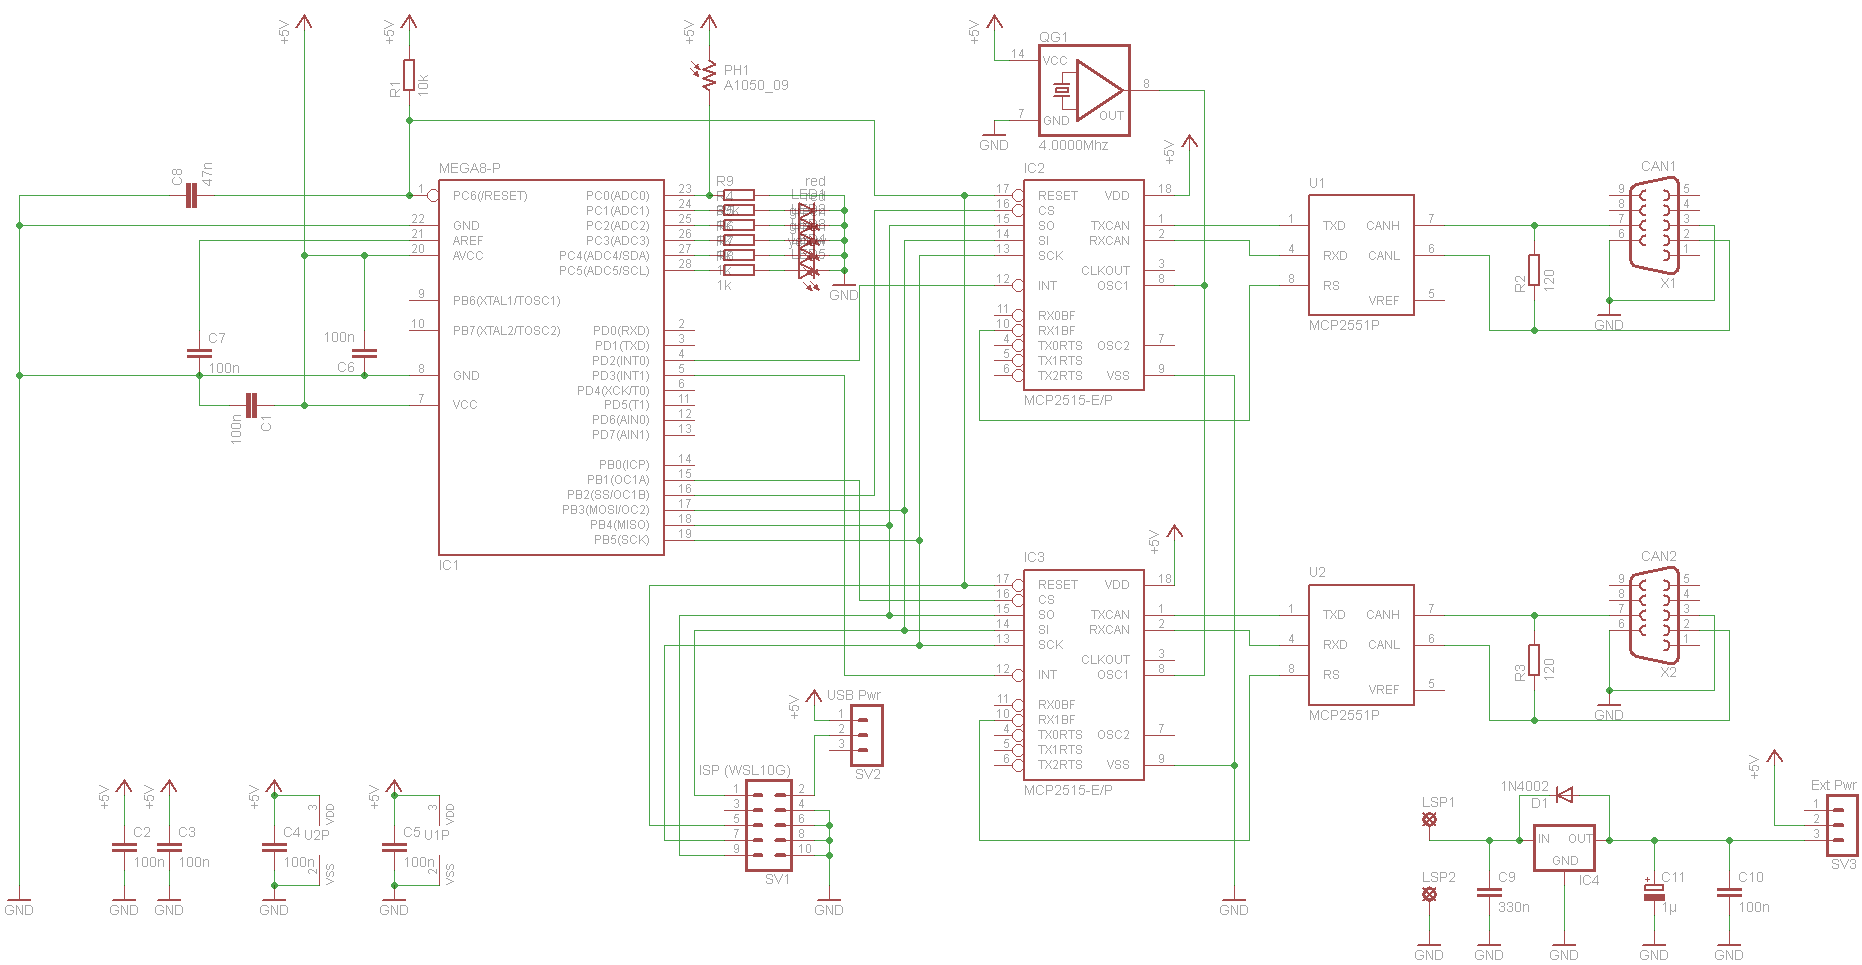 +5V
+5V
+5V
+5V
QG1
14
VCC
8
OUT
7
GND
GND
4.0000Mhz
R1
10k
PH1
A1050_09
C8
47n
MEGA8-P
1
PC6(/RESET)
22
GND
21
AREF
20
AVCC
9
PB6(XTAL1/TOSC1)
10
PB7(XTAL2/TOSC2)
8
GND
7
VCC
PC0(ADC0)
23
PC1(ADC1)
24
PC2(ADC2)
25
PC3(ADC3)
26
PC4(ADC4/SDA)
27
PC5(ADC5/SCL)
28
PD0(RXD)
2
PD1(TXD)
3
PD2(INT0)
4
PD3(INT1)
5
PD4(XCK/T0)
6
PD5(T1)
11
PD6(AIN0)
12
PD7(AIN1)
13
PB0(ICP)
14
PB1(OC1A)
15
PB2(SS/OC1B)
16
PB3(MOSI/OC2)
17
PB4(MISO)
18
PB5(SCK)
19
IC1
C7
100n
100n
C6
100n
C1
R9
red
1k
GND
IC2
+5V
17
RESET
16
CS
15
SO
14
SI
13
SCK
12
INT
11
RX0BF
10
RX1BF
4
TX0RTS
5
TX1RTS
6
TX2RTS
VDD
18
TXCAN
1
RXCAN
2
CLKOUT
3
OSC1
8
OSC2
7
VSS
9
MCP2515-E/P
U1
1
TXD
4
RXD
8
RS
CANH
7
CANL
6
VREF
5
MCP2551P
R2
120
CAN1
9
8
7
6
5
4
3
2
1
X1
GND
IC3
+5V
17
RESET
16
CS
15
SO
14
SI
13
SCK
12
INT
11
RX0BF
10
RX1BF
4
TX0RTS
5
TX1RTS
6
TX2RTS
VDD
18
TXCAN
1
RXCAN
2
CLKOUT
3
OSC1
8
OSC2
7
VSS
9
MCP2515-E/P
U2
1
TXD
4
RXD
8
RS
CANH
7
CANL
6
VREF
5
MCP2551P
R3
120
CAN2
9
8
7
6
5
4
3
2
1
X2
GND
USB Pwr
+5V
1
2
3
SV2
ISP (WSL10G)
1
3
5
7
9
2
4
6
8
10
SV1
GND
GND
GND
+5V
C2
100n
GND
+5V
C3
100n
GND
+5V
C4
100n
U2P
3
VDD
2
VSS
GND
+5V
C5
100n
U1P
3
VDD
2
VSS
GND
LSP1
LSP2
GND
C9
330n
GND
1N4002
D1
IN
OUT
GND
IC4
GND
+
C11
1µ
GND
C10
100n
GND
+5V
Ext Pwr
1
2
3
SV3